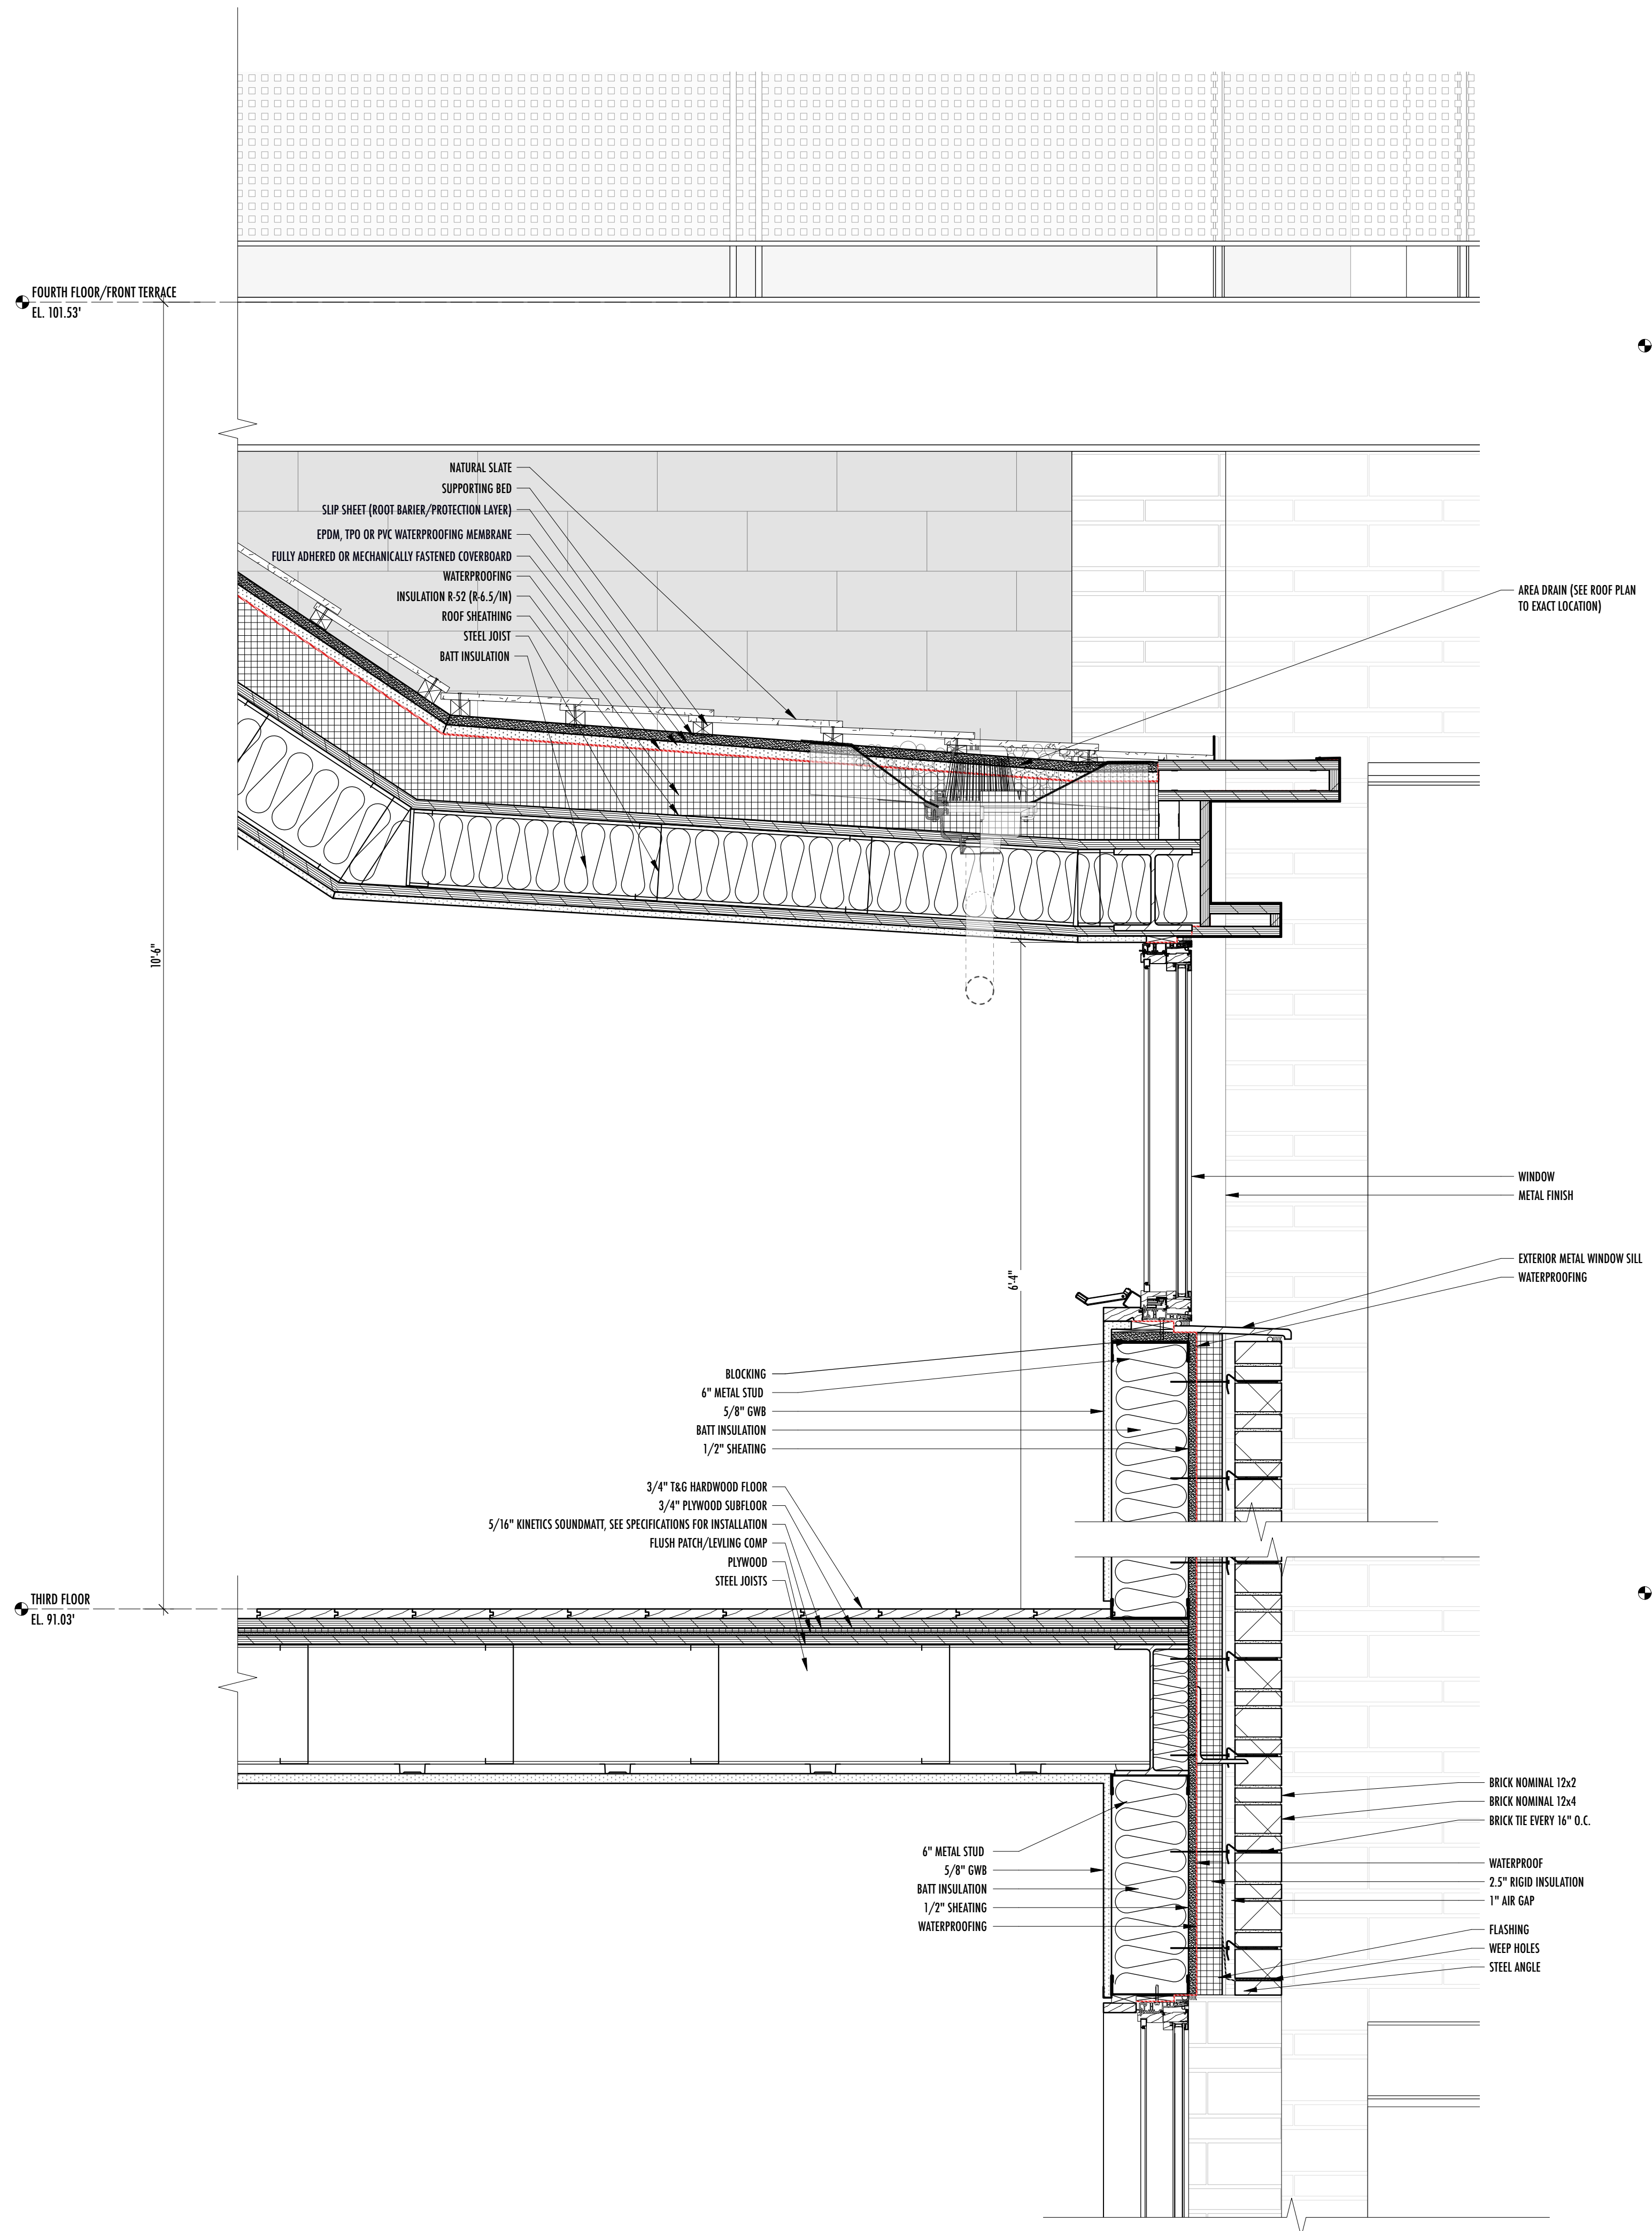 FOURTH FLOOR/FRONT TERRACE
EL. 101.53'
NATURAL SLATE
SUPPORTING BED
SLIP SHEET (ROOT BARIER/PROTECTION LAYER)
EPDM, TPO OR PVC WATERPROOFING MEMBRANE
FULLY ADHERED OR MECHANICALLY FASTENED COVERBOARD
WATERPROOFING
INSULATION R-52 (R-6.5/IN)
ROOF SHEATHING
STEEL JOIST
BATT INSULATION
AREA DRAIN (SEE ROOF PLAN
TO EXACT LOCATION)
10'-6"
WINDOW
METAL FINISH
6'-4"
EXTERIOR METAL WINDOW SILL
WATERPROOFING
BLOCKING
6" METAL STUD
5/8" GWB
BATT INSULATION
1/2" SHEATING
3/4" T&G HARDWOOD FLOOR
3/4" PLYWOOD SUBFLOOR
5/16" KINETICS SOUNDMATT, SEE SPECIFICATIONS FOR INSTALLATION
FLUSH PATCH/LEVLING COMP
PLYWOOD
STEEL JOISTS
THIRD FLOOR
EL. 91.03'
BRICK NOMINAL 12x2
BRICK NOMINAL 12x4
BRICK TIE EVERY 16" O.C.
6" METAL STUD
5/8" GWB
BATT INSULATION
1/2" SHEATING
WATERPROOFING
WATERPROOF
2.5" RIGID INSULATION
1" AIR GAP
FLASHING
WEEP HOLES
STEEL ANGLE